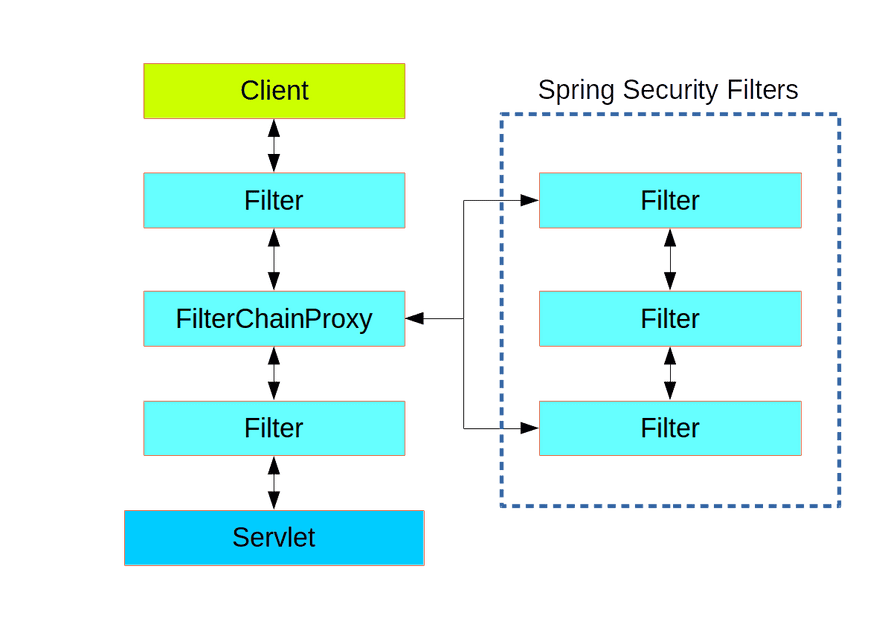 Client
Filter
FilterChainProxy
Filter
Servlet
Spring Security Filters
Filter
Filter
Filter